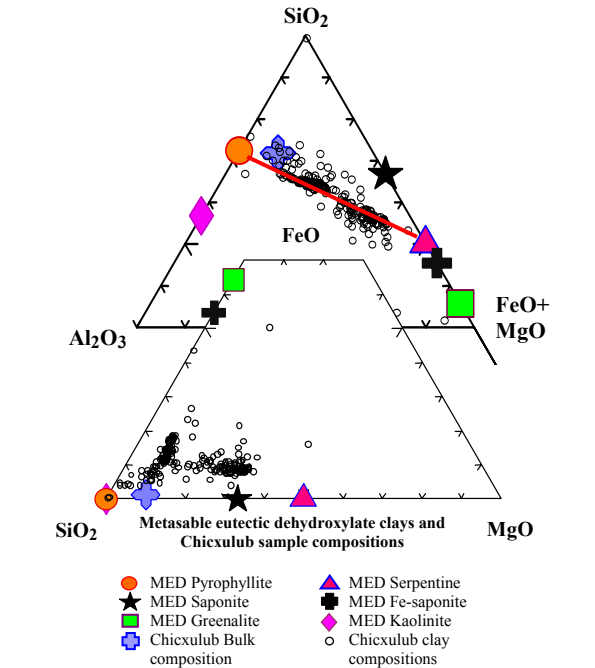 SiO2
FeO
FeO+
MgO
Al2O3
SiO2
MgO
Metasable eutectic dehydroxylate clays and
Chicxulub sample compositions
MED Pyrophyllite
MED Serpentine
MED Saponite
MED Fe-saponite
MED Greenalite
MED Kaolinite
Chicxulub Bulk
composition
Chicxulub clay
compositions